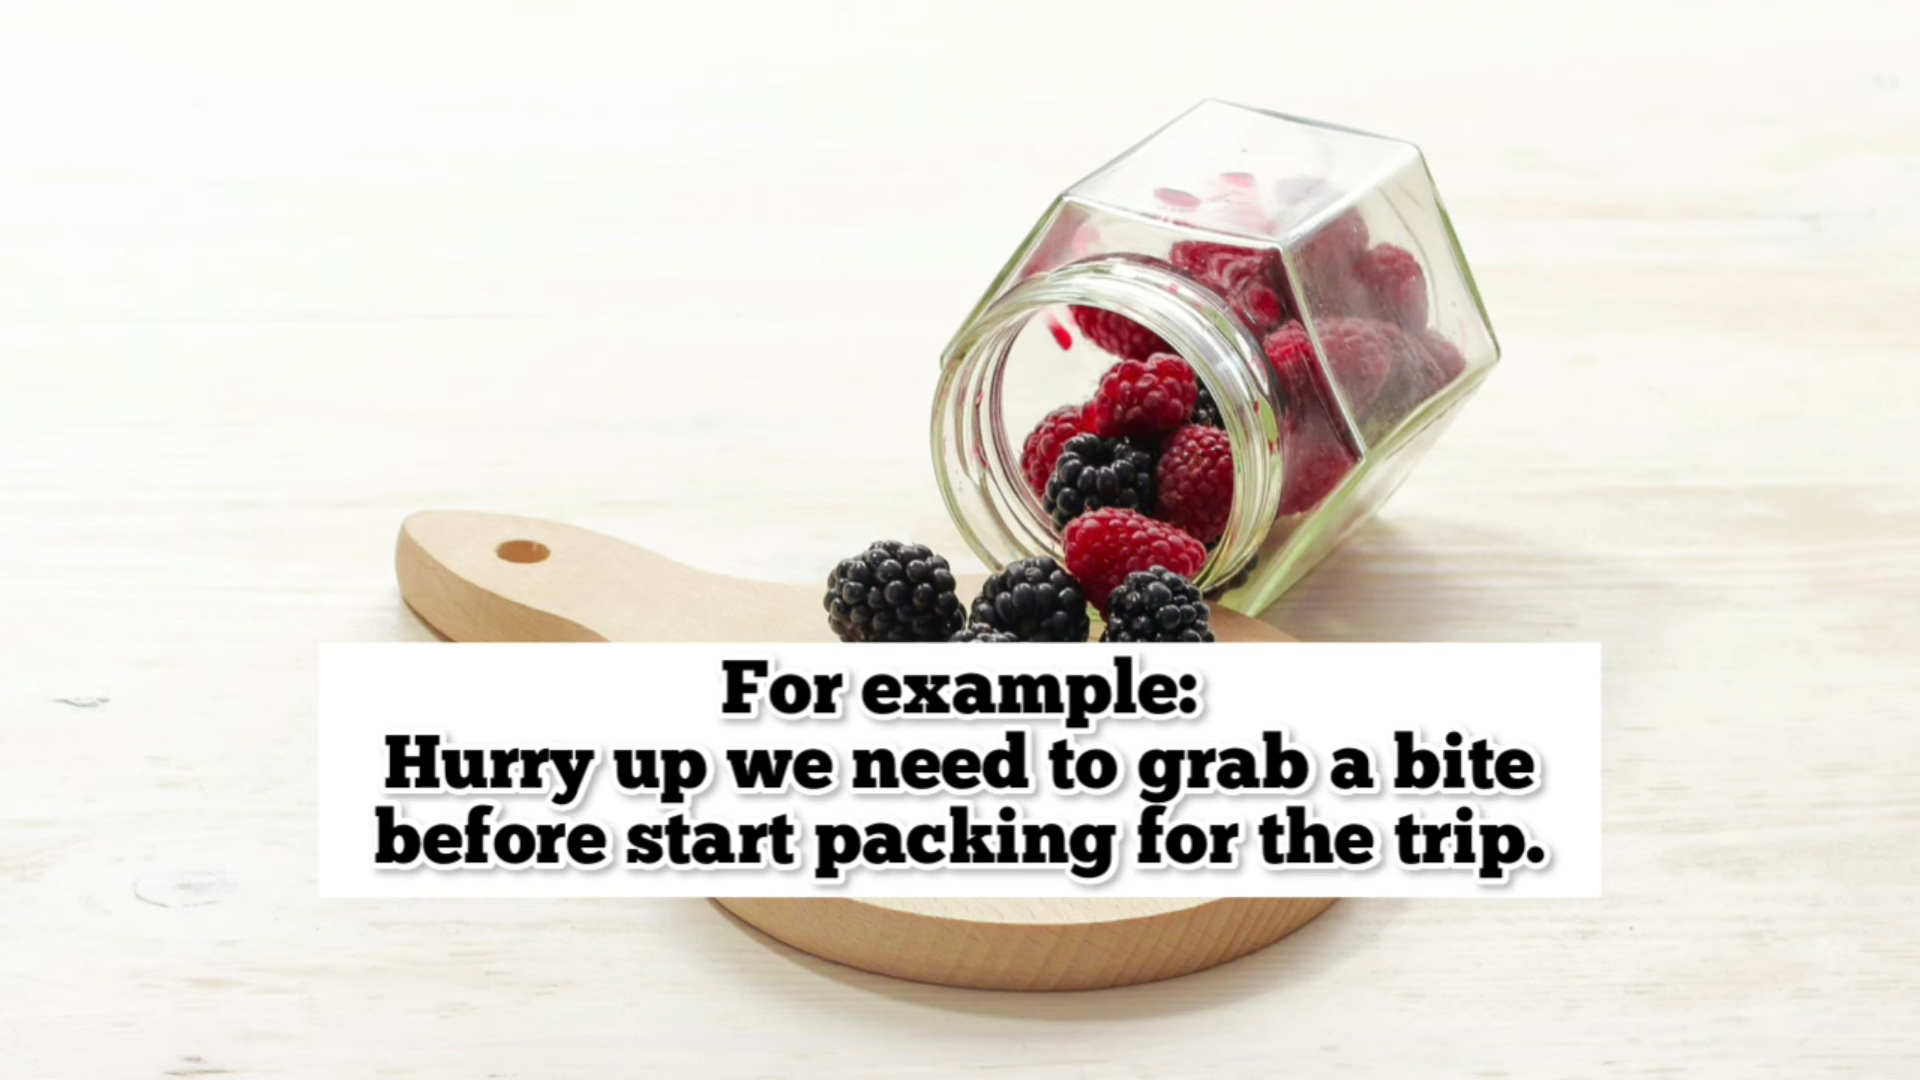 For example:
Hurry up we need to grab a bite
before start packing for the trip.